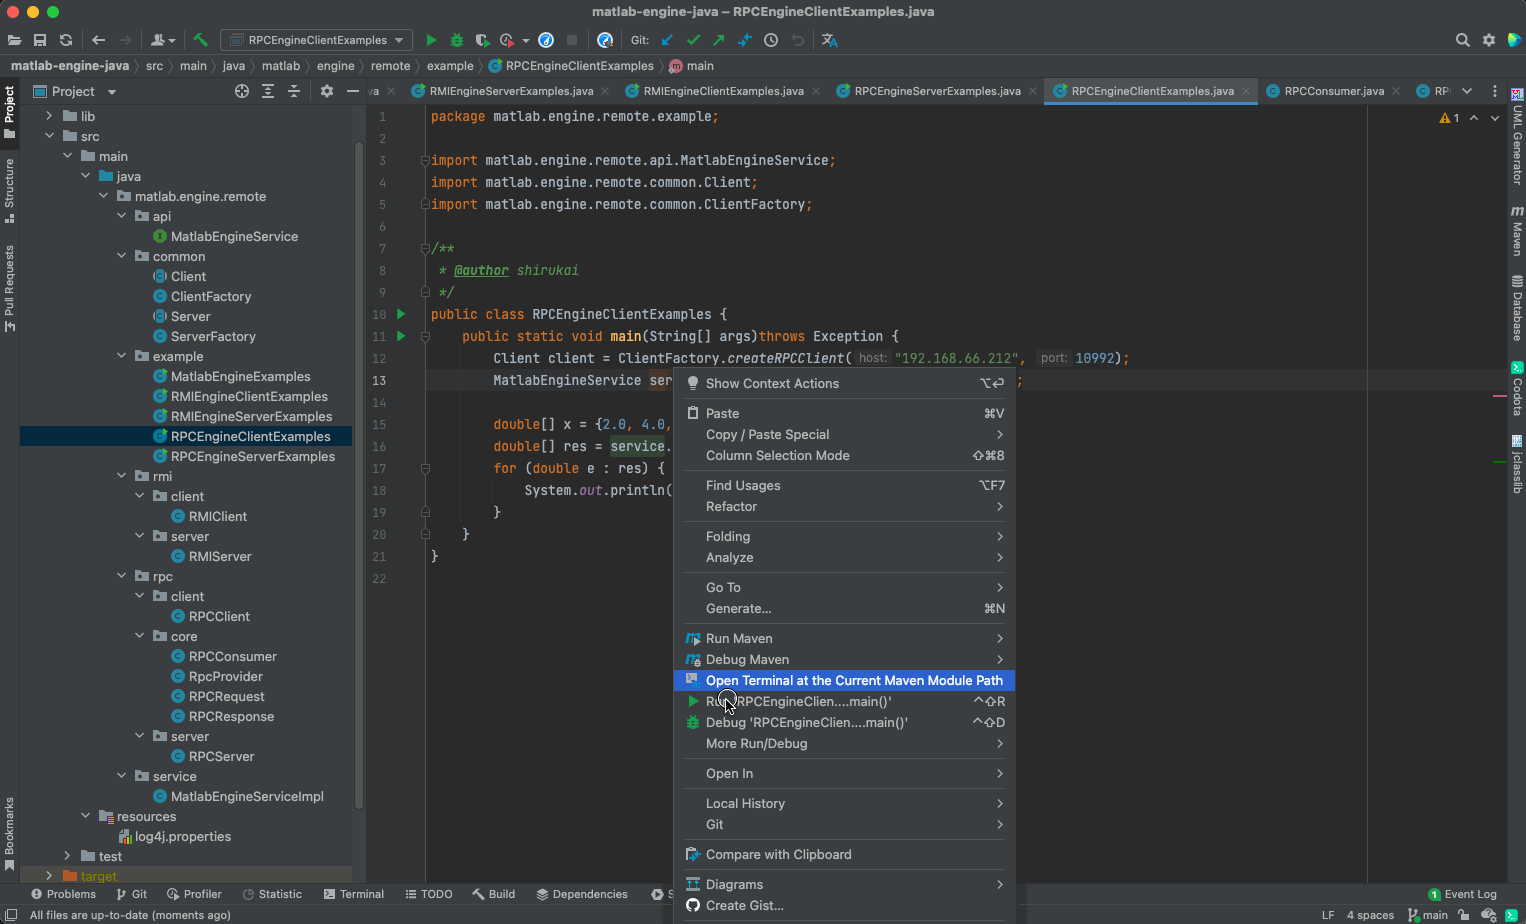 matlab-engine-java – RPCEngineClientExamples.java
RPCEngineClientExamples
Git:
matlab-engine-java
src
main
java
matlab
engine
remote
example
RPCEngineClientExamples
main
Project
va
RMIEngineServerExamples.java
RMIEngineClientExamples.java
RPCEngineServerExamples.java
RPCEngineClientExamples.java
RPCConsumer.java
RP
Project
Structure
Pull Requests
Bookmarks
lib
src
main
java
matlab.engine.remote
api
MatlabEngineService
common
Client
ClientFactory
Server
ServerFactory
example
MatlabEngineExamples
RMIEngineClientExamples
RMIEngineServerExamples
RPCEngineClientExamples
RPCEngineServerExamples
rmi
client
RMIClient
server
RMIServer
rpc
client
RPCClient
core
RPCConsumer
RpcProvider
RPCRequest
RPCResponse
server
RPCServer
service
MatlabEngineServiceImpl
resources
log4j.properties
test
target
1 package matlab.engine.remote.example;
2
3 import matlab.engine.remote.api.MatlabEngineService;
4 import matlab.engine.remote.common.Client;
5 import matlab.engine.remote.common.ClientFactory;
6
7 /**
8 * @author shirukai
9 */
10 public class RPCEngineClientExamples {
11 public static void main(String[] args)throws Exception {
12 Client client = ClientFactory.createRPCClient( host: "192.168.66.212", port: 10992);
13 MatlabEngineService ser ;
14
15 double[] x = {2.0, 4.0,
16 double[] res = service.
17 for (double e : res) {
18 System.out.println(
19 }
20 }
21 }
22
1
Show Context Actions ⌥⏎
Paste ⌘V
Copy / Paste Special
Column Selection Mode ⇧⌘8
Find Usages ⌥F7
Refactor
Folding
Analyze
Go To
Generate... ⌘N
Run Maven
Debug Maven
Open Terminal at the Current Maven Module Path
'RPCEngineClien....main()' ^⇧R
Debug 'RPCEngineClien....main()' ^⇧D
More Run/Debug
Open In
Local History
Git
Compare with Clipboard
Diagrams
Create Gist...
UML Generator
Maven
Database
Codota
jclasslib
Problems
Git
Profiler
Statistic
Terminal
TODO
Build
Dependencies
S
1 Event Log
All files are up-to-date (moments ago)
LF
4 spaces
main